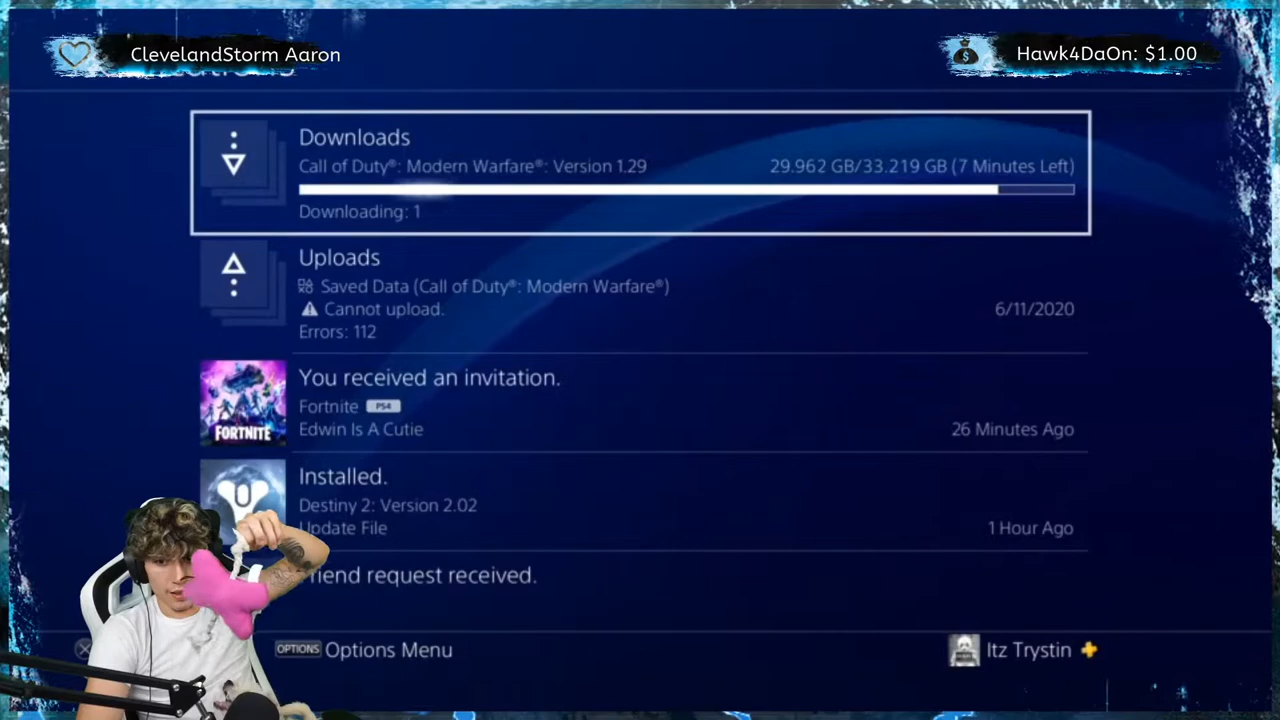 ClevelandStorm Aaron
Hawk4DaOn: $1.00
Downloads
Call of Duty®: Modern Warfare®: Version 1.29
29.962 GB/33.219 GB (7 Minutes Left)
Downloading: 1
Uploads
Saved Data (Call of Duty®: Modern Warfare®)
Cannot upload.
6/11/2020
Errors: 112
You received an invitation.
Fortnite PS4
Edwin Is A Cutie
26 Minutes Ago
FORTNITE
Installed.
Destiny 2: Version 2.02
Update File
1 Hour Ago
riend request received.
OPTIONS Options Menu
Itz Trystin